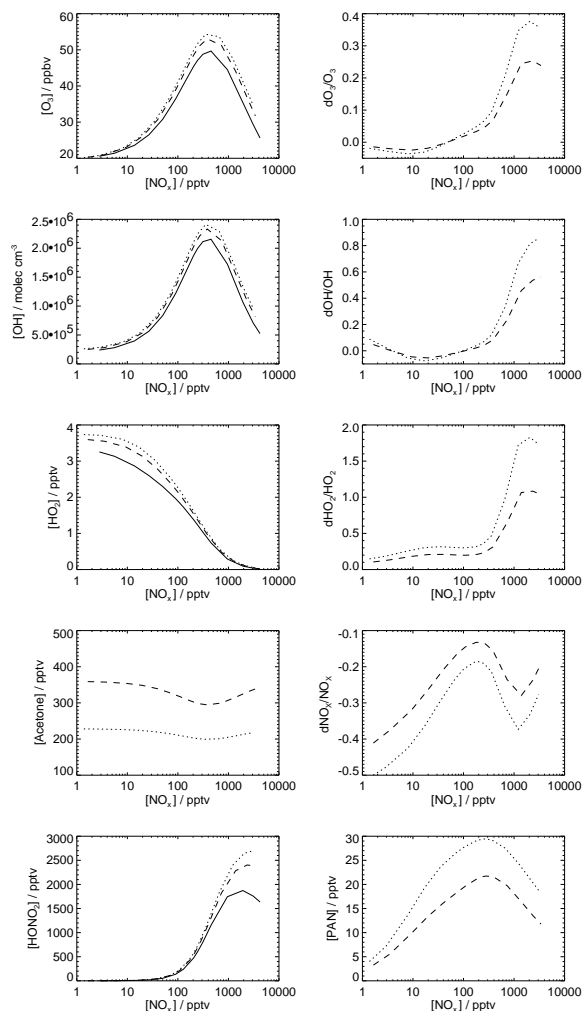 60
50
40
30
20
[O3] / ppbv
1 10 100 1000 10000
[NOx] / pptv
0.4
0.3
0.2
0.1
0.0
dO3/O3
1 10 100 1000 10000
[NOx] / pptv
2.5•10^6
2.0•10^6
1.5•10^6
1.0•10^6
5.0•10^5
0
[OH] / molec cm-3
1 10 100 1000 10000
[NOx] / pptv
1.0
0.8
0.6
0.4
0.2
0.0
dOH/OH
1 10 100 1000 10000
[NOx] / pptv
4
3
2
1
0
[HO2] / pptv
1 10 100 1000 10000
[NOx] / pptv
2.0
1.5
1.0
0.5
0.0
dHO2/HO2
1 10 100 1000 10000
[NOx] / pptv
500
400
300
200
100
[Acetone] / pptv
1 10 100 1000 10000
[NOx] / pptv
-0.1
-0.2
-0.3
-0.4
-0.5
dNOX/NOX
1 10 100 1000 10000
[NOx] / pptv
3000
2500
2000
1500
1000
500
0
[HONO2] / pptv
1 10 100 1000 10000
[NOx] / pptv
30
25
20
15
10
5
0
[PAN] / pptv
1 10 100 1000 10000
[NOx] / pptv